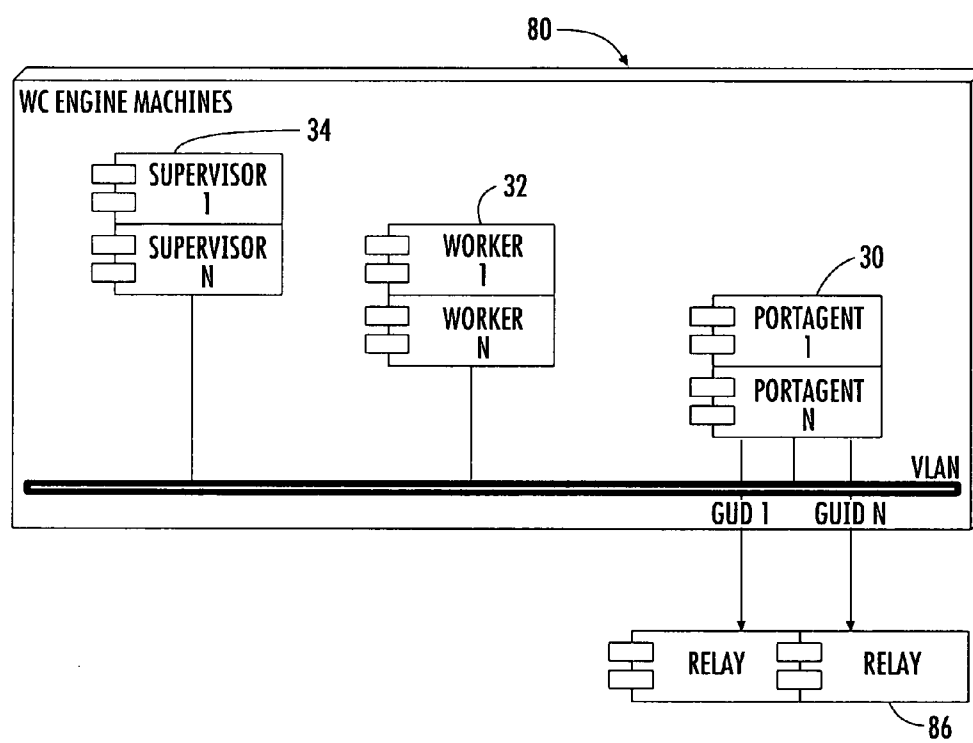 80
WC ENGINE MACHINES
34
SUPERVISOR
1
SUPERVISOR
N
32
WORKER
1
WORKER
N
30
PORTAGENT
1
PORTAGENT
N
VLAN
GUD 1
GUID N
RELAY
RELAY
86